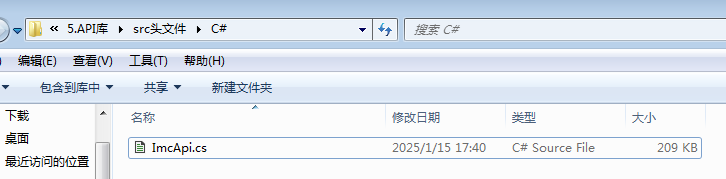 « 5.API库 ▸ src头文件 ▸ C#
搜索 C#
) 编辑(E) 查看(V) 工具(T) 帮助(H)
包含到库中 共享 新建文件夹
下载
桌面
最近访问的位置
名称 修改日期 类型 大小
ImcApi.cs 2025/1/15 17:40 C# Source File 209 KB